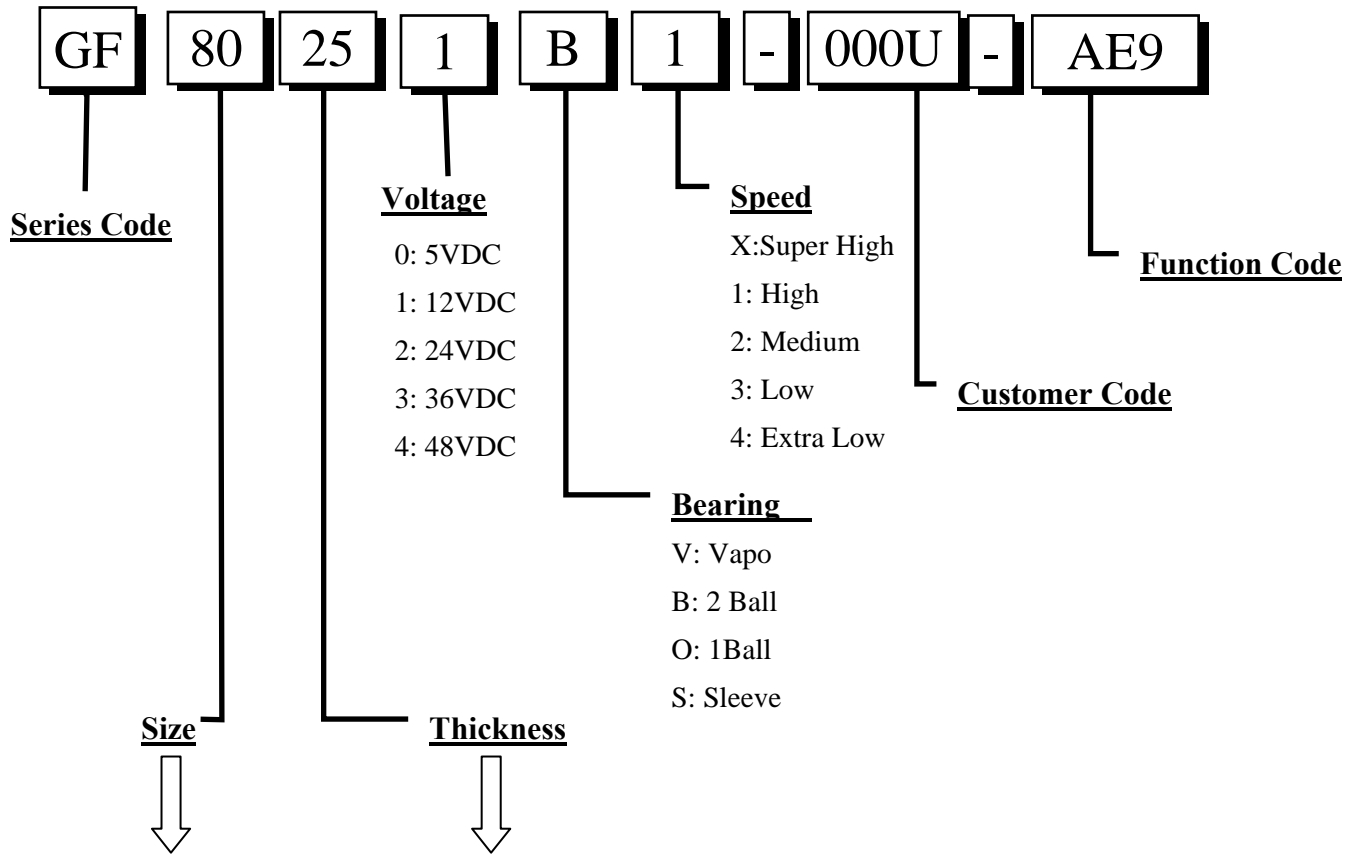 GF 80 25 1 B 1 - 000U - AE9
Series Code
Voltage
0: 5VDC
1: 12VDC
2: 24VDC
3: 36VDC
4: 48VDC
Speed
X:Super High
1: High
2: Medium
3: Low
4: Extra Low
Function Code
Customer Code
Bearing
V: Vapo
B: 2 Ball
O: 1Ball
S: Sleeve
Size
Thickness